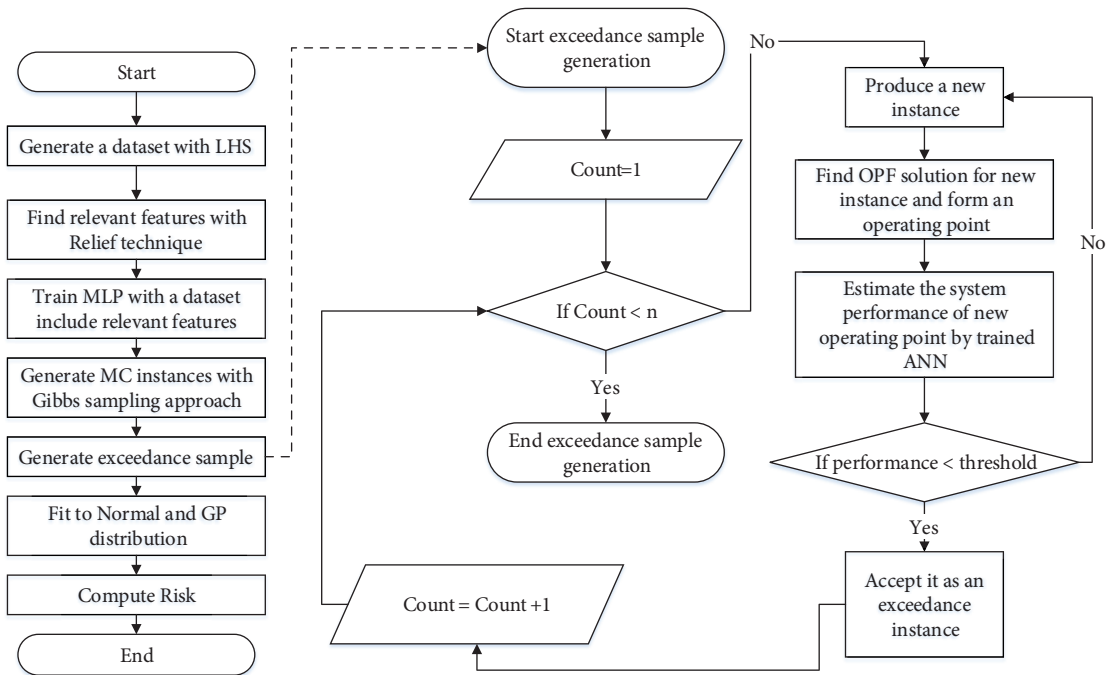 Start
Generate a dataset with LHS
Find relevant features with
Relief technique
Train MLP with a dataset
include relevant features
Generate MC instances with
Gibbs sampling approach
Generate exceedance sample
Fit to Normal and GP
distribution
Compute Risk
End
Start exceedance sample
generation
Count=1
If Count < n
Yes
End exceedance sample
generation
Count = Count +1
No
Produce a new
instance
Find OPF solution for new
instance and form an
operating point
Estimate the system
performance of new
operating point by trained
ANN
If performance < threshold
No
Yes
Accept it as an
exceedance
instance